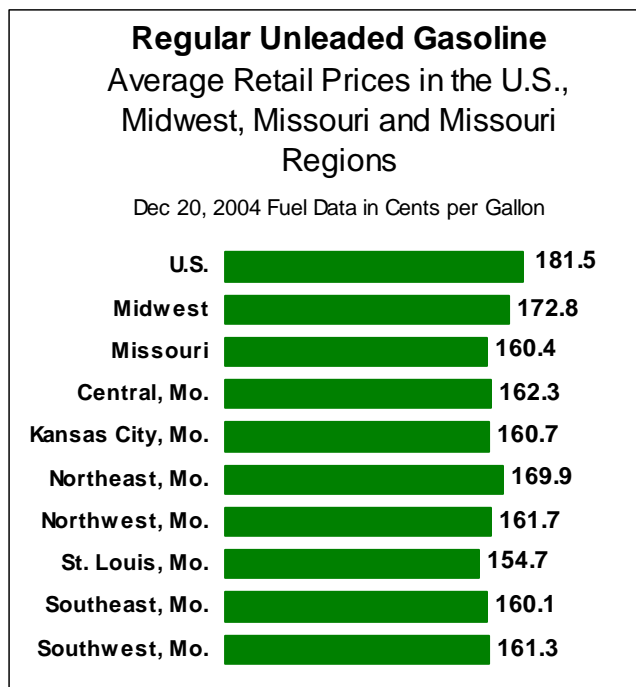 Regular Unleaded Gasoline
Average Retail Prices in the U.S.,
Midwest, Missouri and Missouri
Regions
Dec 20, 2004 Fuel Data in Cents per Gallon
U.S. 181.5
Midwest 172.8
Missouri 160.4
Central, Mo. 162.3
Kansas City, Mo. 160.7
Northeast, Mo. 169.9
Northwest, Mo. 161.7
St. Louis, Mo. 154.7
Southeast, Mo. 160.1
Southwest, Mo. 161.3